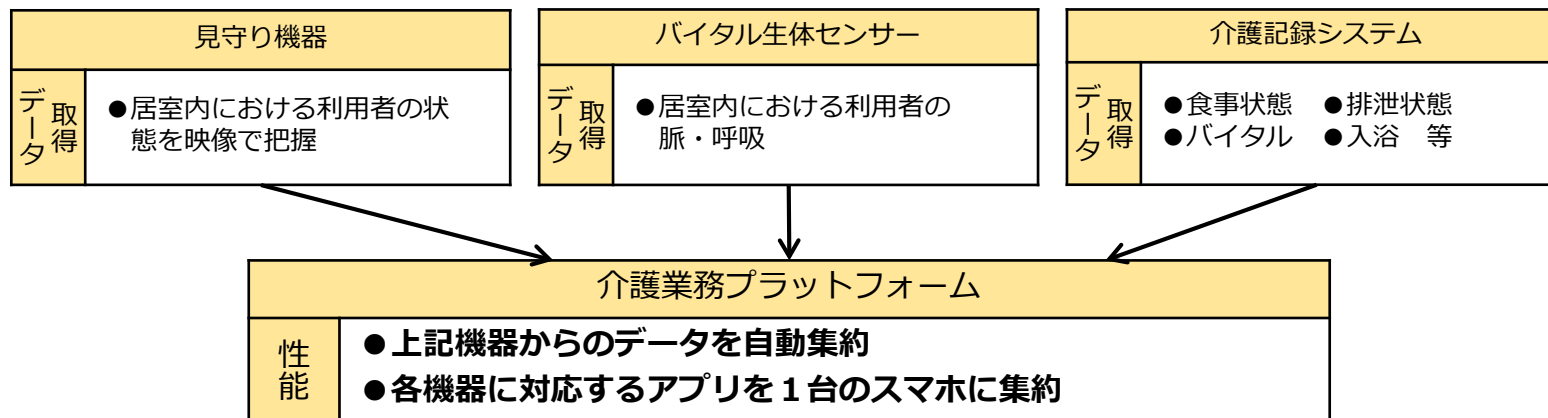 見守り機器
取得データ
●居室内における利用者の状
態を映像で把握
バイタル生体センサー
取得データ
●居室内における利用者の
脈・呼吸
介護記録システム
取得データ
●食事状態　●排泄状態
●バイタル　●入浴　等
介護業務プラットフォーム
性能
●上記機器からのデータを自動集約
●各機器に対応するアプリを１台のスマホに集約